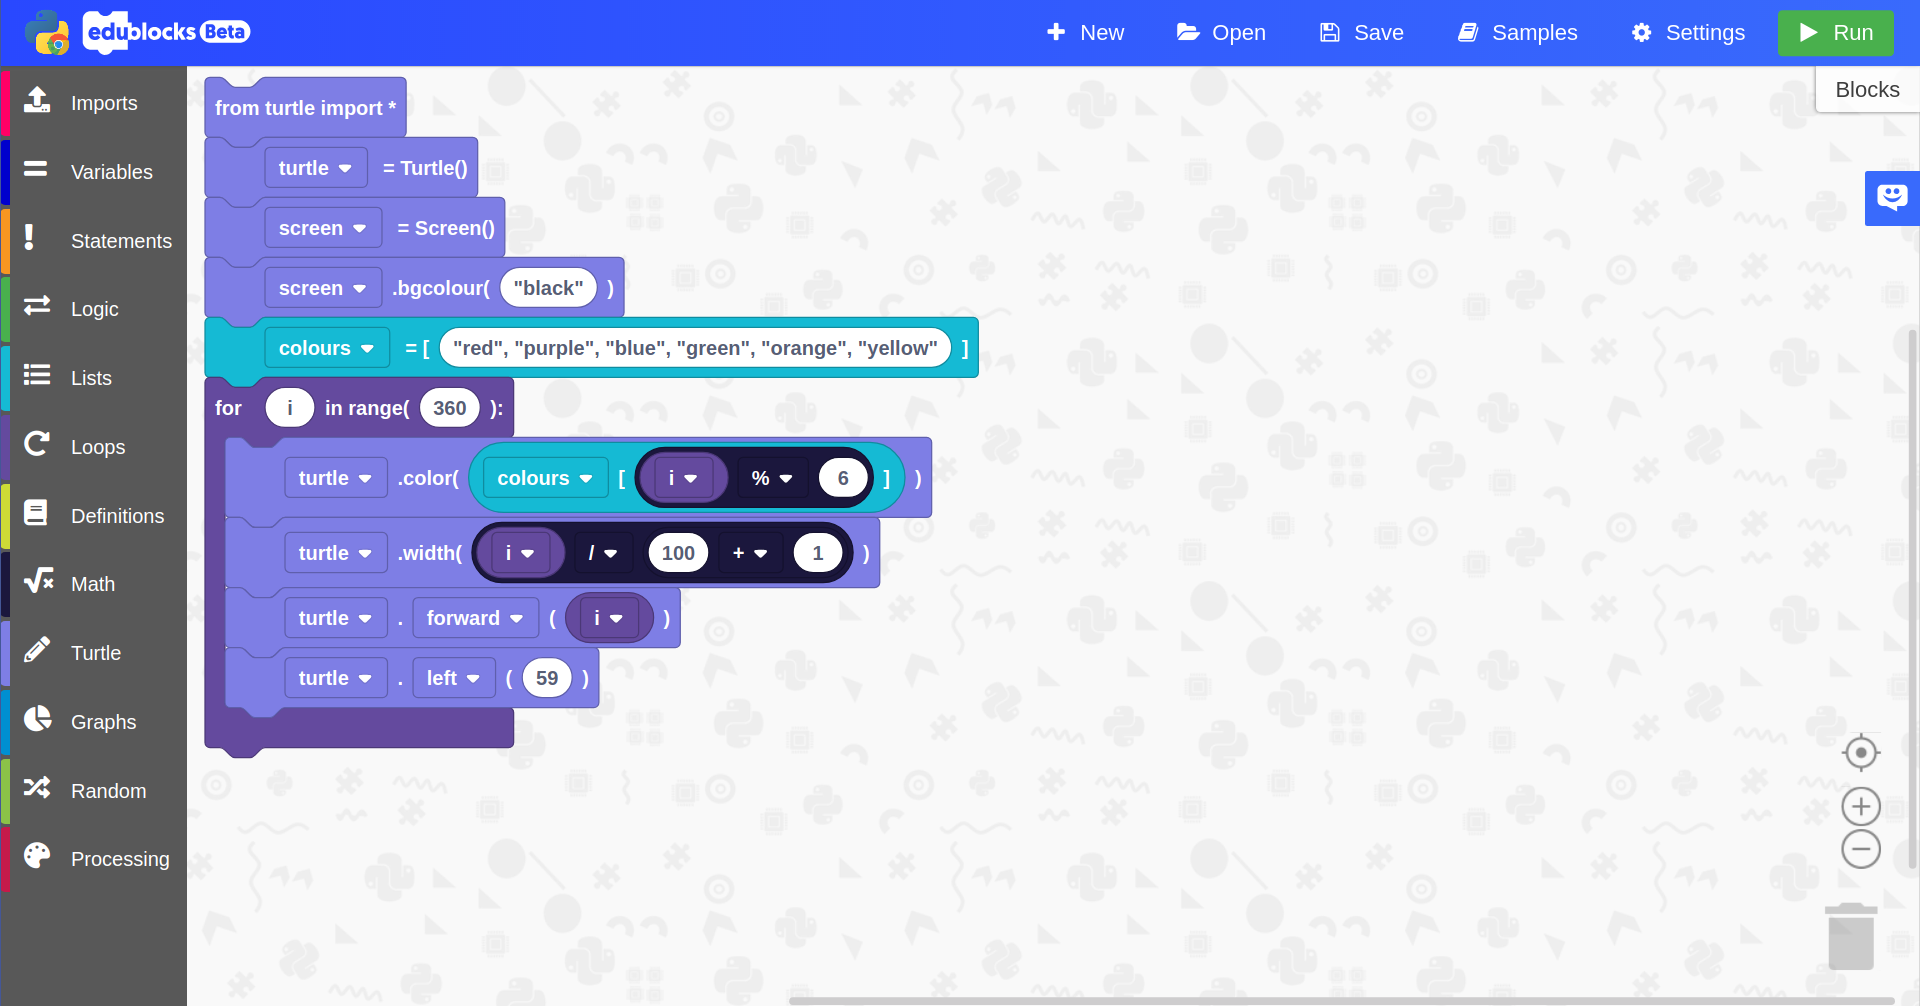 edublocks Beta
New Open Save Samples Settings Run
Blocks
Imports
Variables
Statements
Logic
Lists
Loops
Definitions
Math
Turtle
Graphs
Random
Processing
from turtle import *
turtle = Turtle()
screen = Screen()
screen .bgcolour( "black" )
colours = [ "red", "purple", "blue", "green", "orange", "yellow" ]
for i in range( 360 ):
turtle .color( colours [ i % 6 ] )
turtle .width( i / 100 + 1 )
turtle . forward ( i )
turtle . left ( 59 )